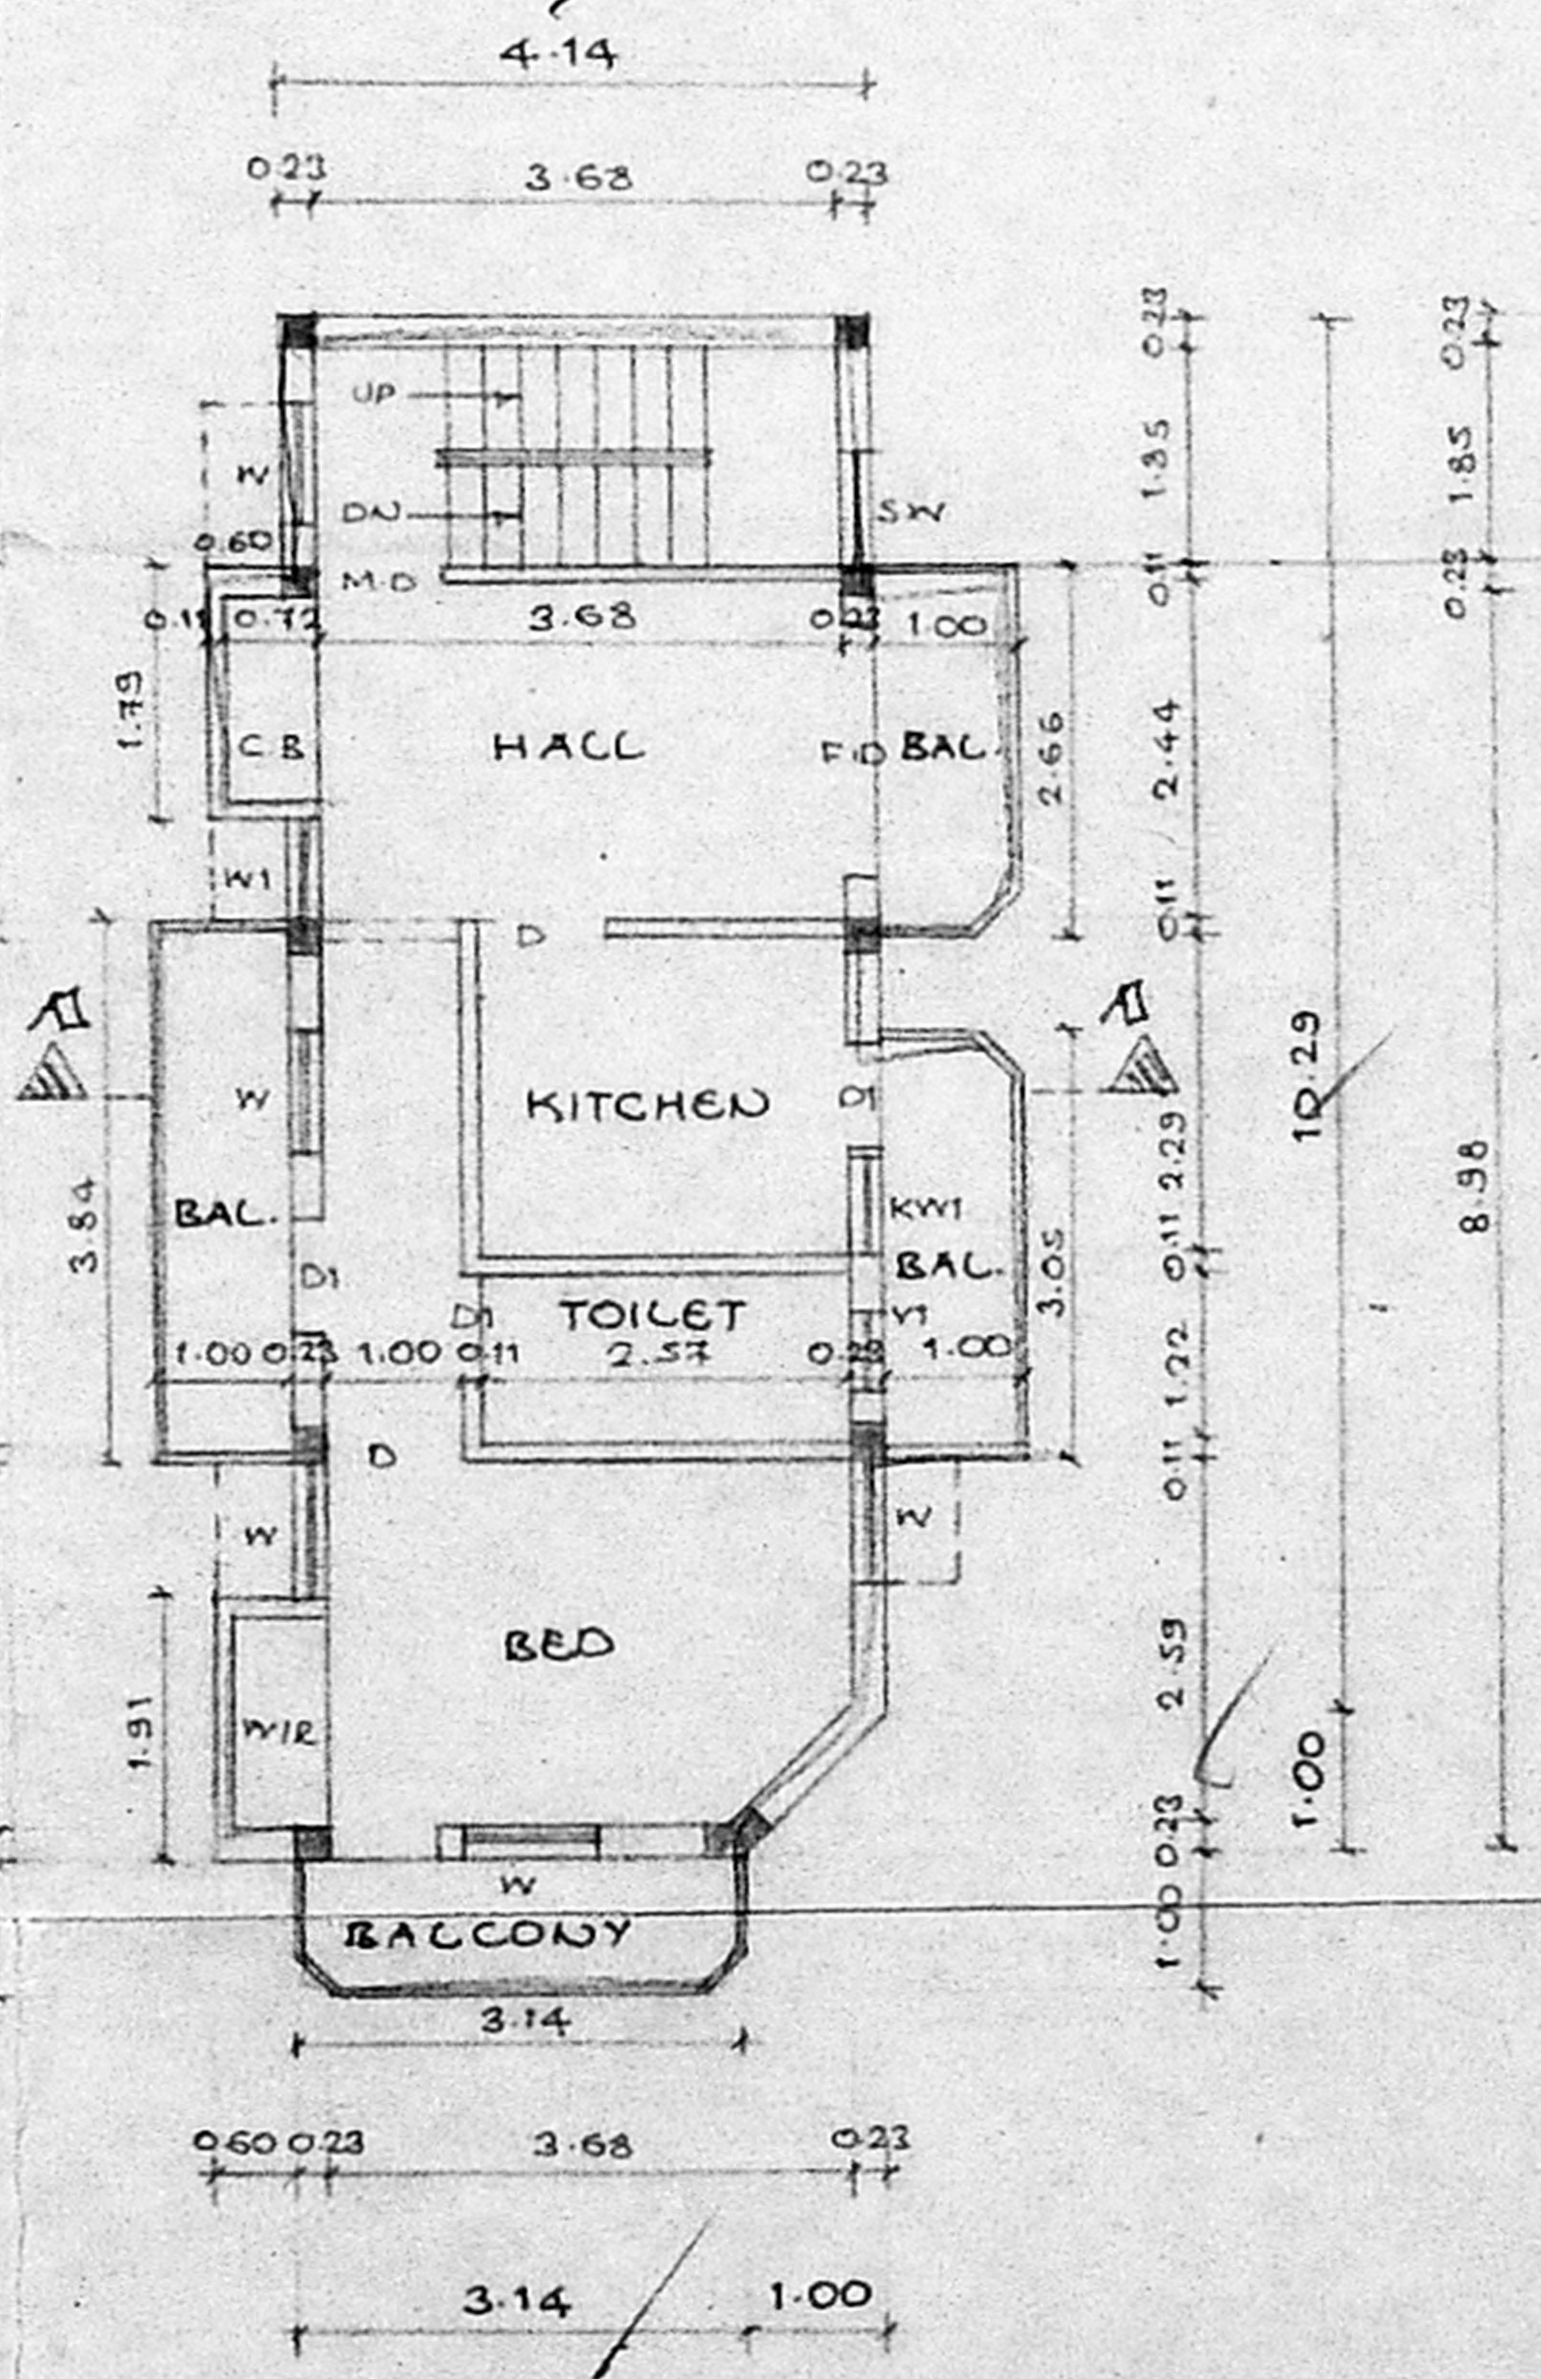 4.14
0.23 3.68 0.23
UP
W
DN
SW
0.60
M.D
0.11 0.72 3.68 0.23 1.00
C.B HALL F.D BAL.
W1
D
W KITCHEN D1
BAL. KW1
D1 BAL.
D1 TOILET V1
1.00 0.23 1.00 0.11 2.57 0.23 1.00
D
W W
BED
W/R
W
BALCONY
3.14
0.60 0.23 3.68 0.23
3.14 1.00
1.79
3.84
1.91
2.66
3.05
0.23
1.85
0.11
2.44
0.11
2.29
0.11
1.22
0.11
2.59
0.23
1.00
10.29
1.00
0.23
1.85
0.23
8.98